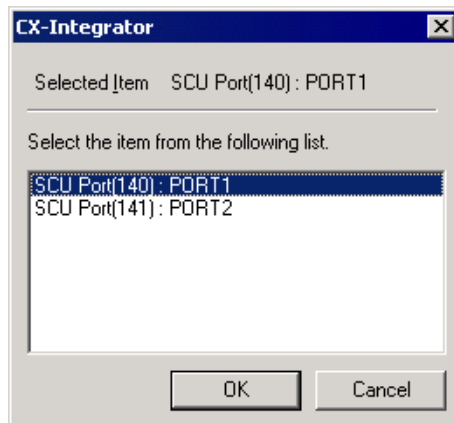 CX-Integrator
Selected Item SCU Port(140) : PORT1
Select the item from the following list.
SCU Port(140) : PORT1
SCU Port(141) : PORT2
OK Cancel